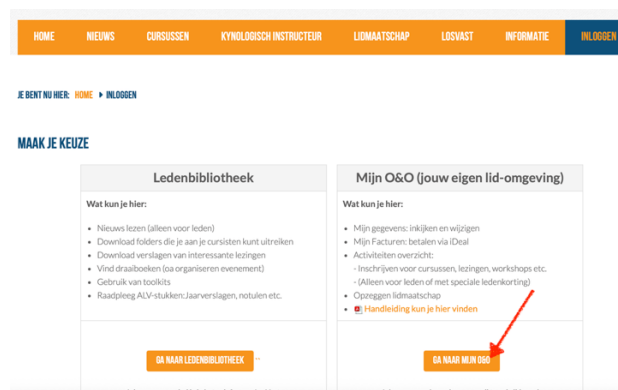 HOME NIEUWS CURSUSSEN KYNOLOGISCH INSTRUCTEUR LIDMAATSCHAP LOSVAST INFORMATIE INLOGGEN
JE BENT NU HIER: HOME INLOGGEN
MAAK JE KEUZE
Ledenbibliotheek
Wat kun je hier:
• Nieuws lezen (alleen voor leden)
• Download folders die je aan je cursisten kunt uitreiken
• Download verslagen van interessante lezingen
• Vind draaiboeken (oa organiseren evenement)
• Gebruik van toolkits
• Raadpleeg ALV-stukken:Jaarverslagen, notulen etc.
GA NAAR LEDENBIBLIOTHEEK
Mijn O&O (jouw eigen lid-omgeving)
Wat kun je hier:
• Mijn gegevens: inkijken en wijzigen
• Mijn Facturen: betalen via iDeal
• Activiteiten overzicht:
- Inschrijven voor cursussen, lezingen, workshops etc.
- (Alleen voor leden of met speciale ledenkorting)
• Opzeggen lidmaatschap
• Handleiding kun je hier vinden
GA NAAR MIJN O&O